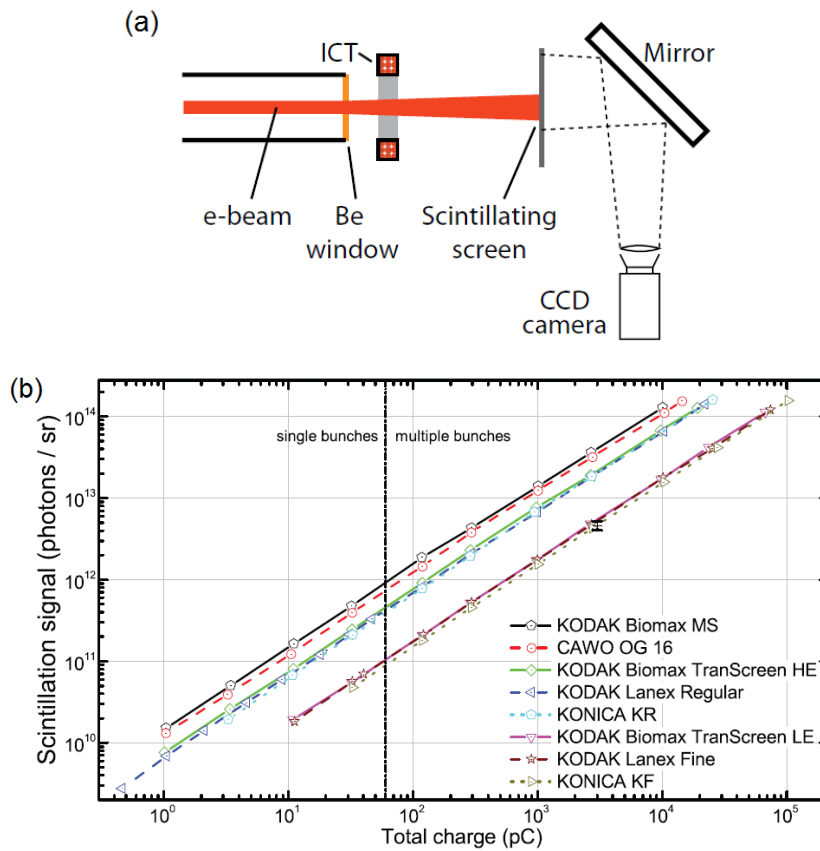 (a)
ICT
Mirror
e-beam
Be
window
Scintillating
screen
CCD
camera
(b)
Scintillation signal (photons / sr)
10^14
10^13
10^12
10^11
10^10
single bunches
multiple bunches
KODAK Biomax MS
CAWO OG 16
KODAK Biomax TranScreen HE
KODAK Lanex Regular
KONICA KR
KODAK Biomax TranScreen LE
KODAK Lanex Fine
KONICA KF
10^0 10^1 10^2 10^3 10^4 10^5
Total charge (pC)